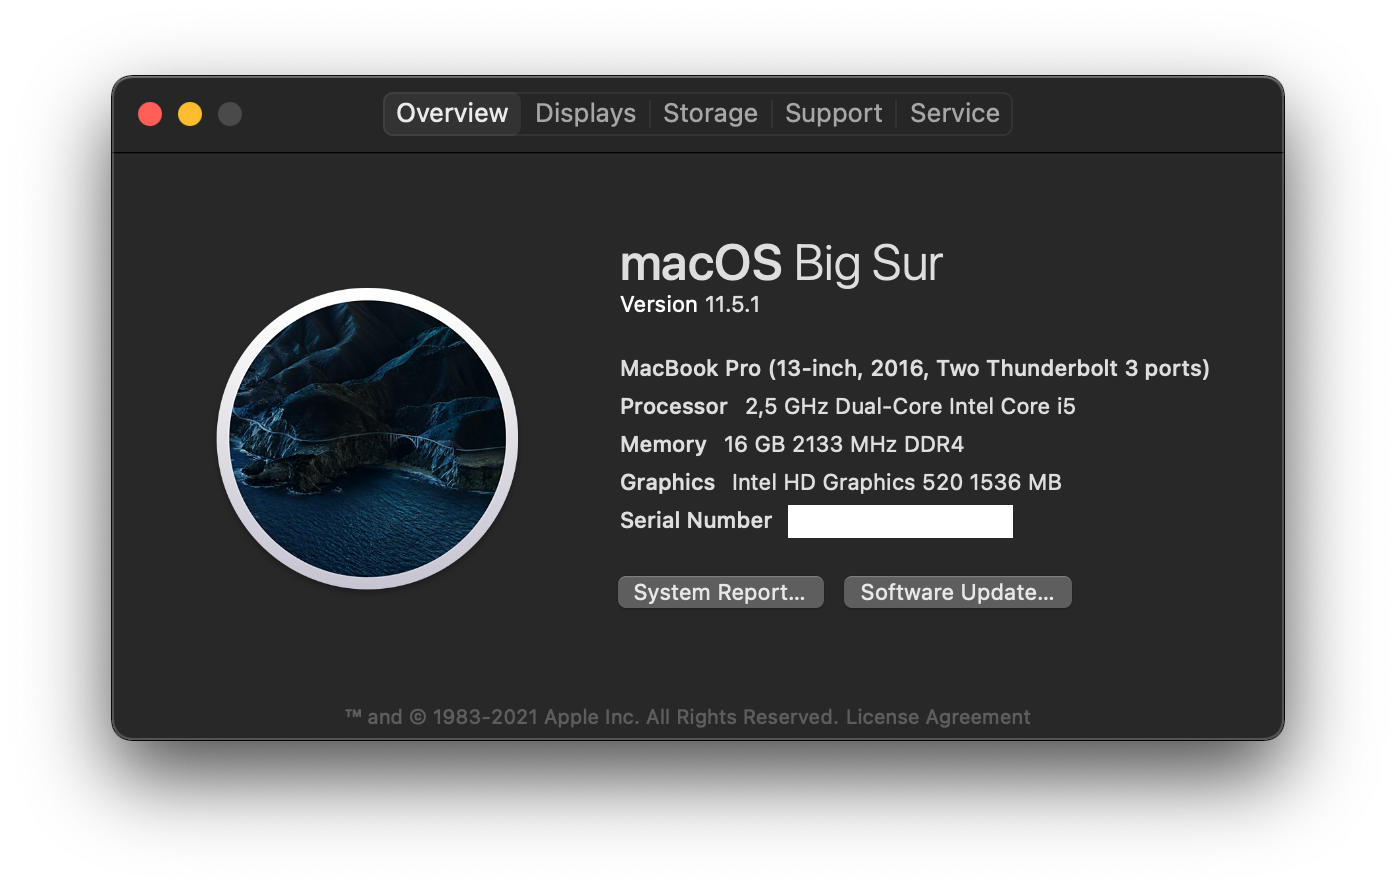 Overview Displays Storage Support Service
macOS Big Sur
Version 11.5.1
MacBook Pro (13-inch, 2016, Two Thunderbolt 3 ports)
Processor 2,5 GHz Dual-Core Intel Core i5
Memory 16 GB 2133 MHz DDR4
Graphics Intel HD Graphics 520 1536 MB
Serial Number
System Report... Software Update...
™ and © 1983-2021 Apple Inc. All Rights Reserved. License Agreement